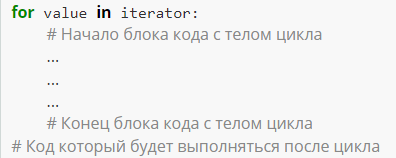 for value in iterator:
# Начало блока кода с телом цикла
...
...
...
# Конец блока кода с телом цикла
# Код который будет выполняться после цикла